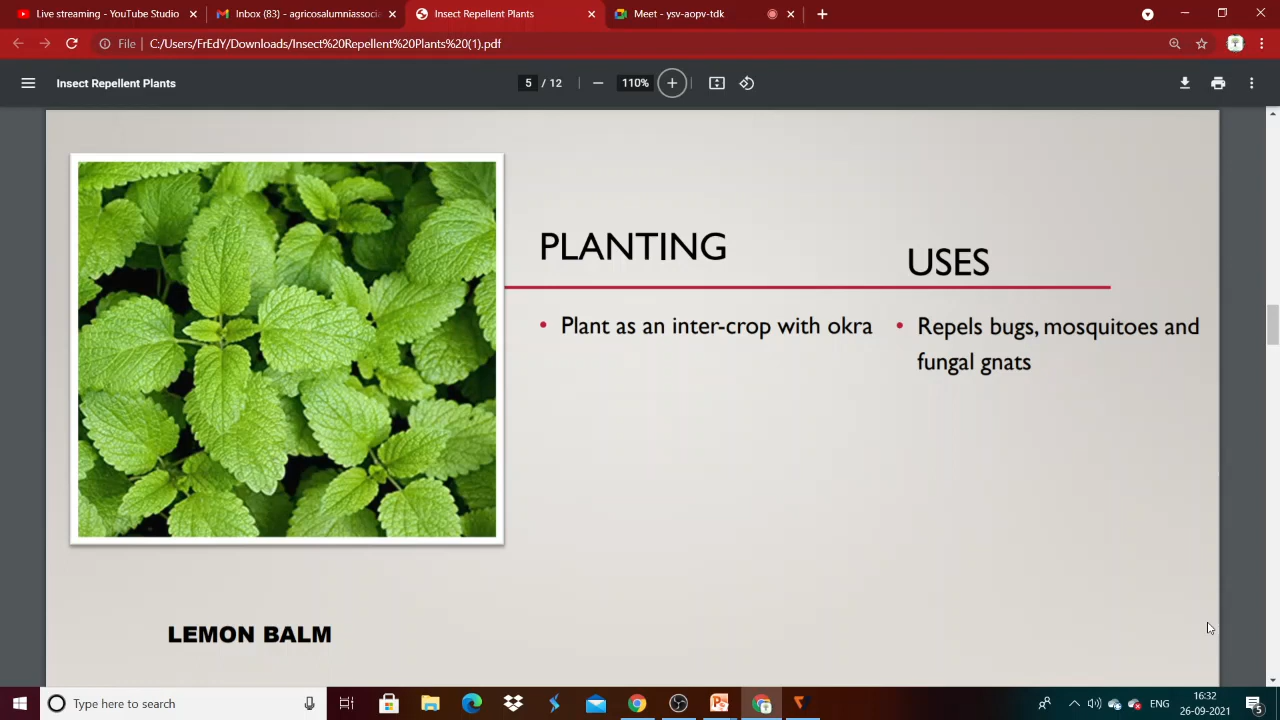 Live streaming - YouTube Studio
Inbox (83) - agricosalumniassocia
Insect Repellent Plants
Meet - ysv-aopv-tdk
File
C:/Users/FrEdY/Downloads/Insect%20Repellent%20Plants%20(1).pdf
Insect Repellent Plants
5 / 12
110%
PLANTING
USES
• Plant as an inter-crop with okra
• Repels bugs, mosquitoes and
fungal gnats
LEMON BALM
Type here to search
ENG
16:32
26-09-2021
5